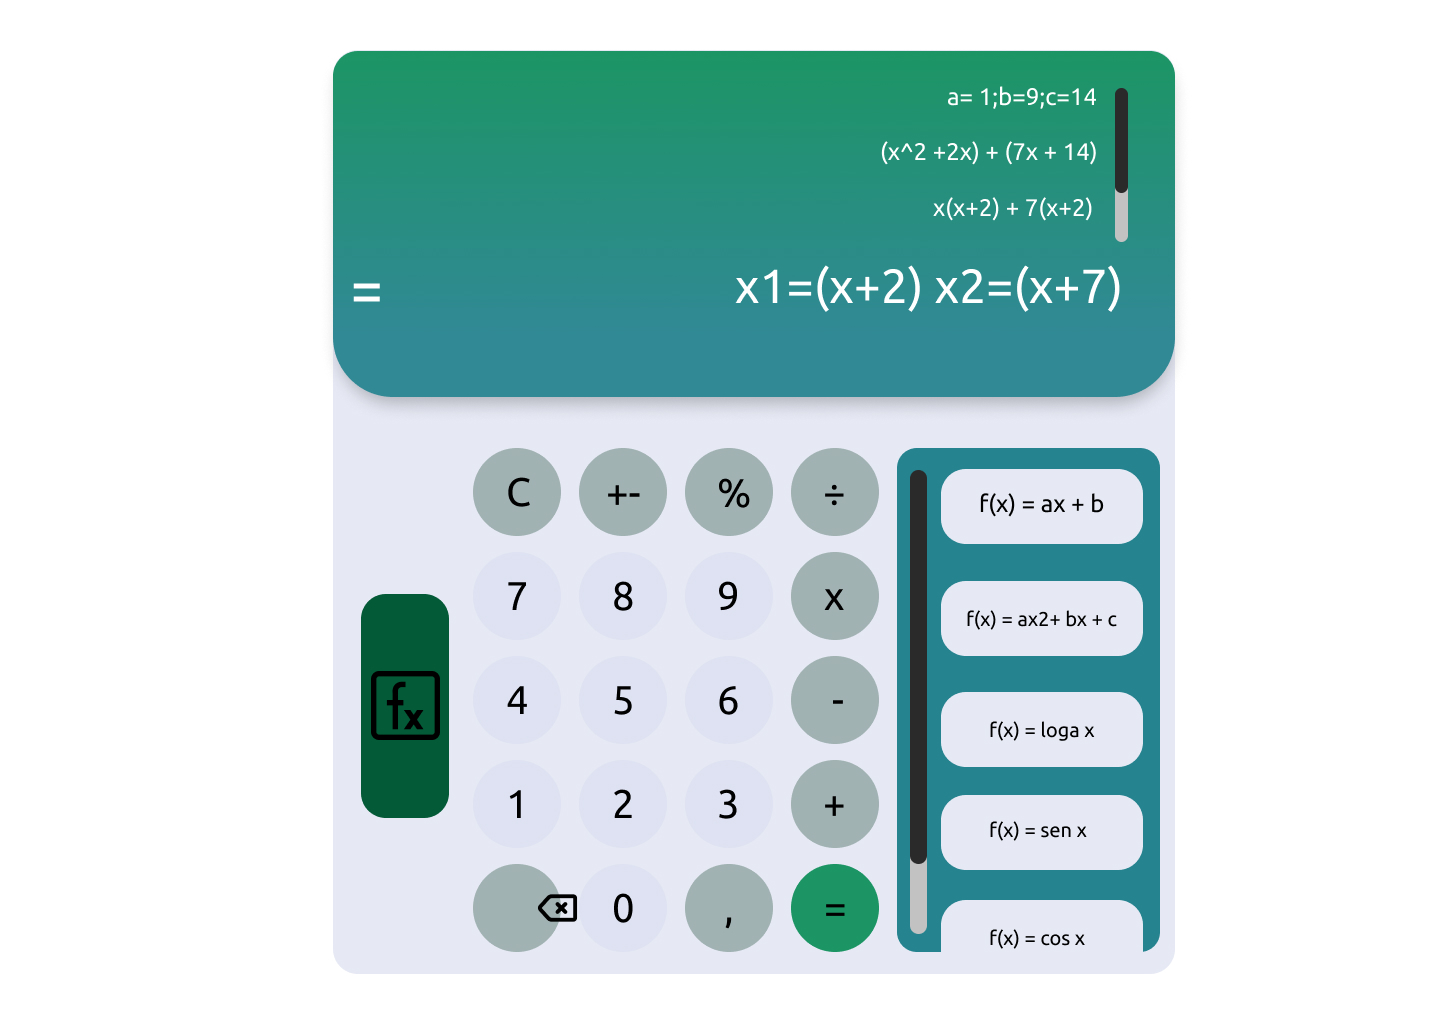 a= 1;b=9;c=14
(x^2 +2x) + (7x + 14)
x(x+2) + 7(x+2)
= x1=(x+2) x2=(x+7)
C +- % ÷
7 8 9 x
4 5 6 -
1 2 3 +
0 , =
fx
f(x) = ax + b
f(x) = ax2+ bx + c
f(x) = loga x
f(x) = sen x
f(x) = cos x